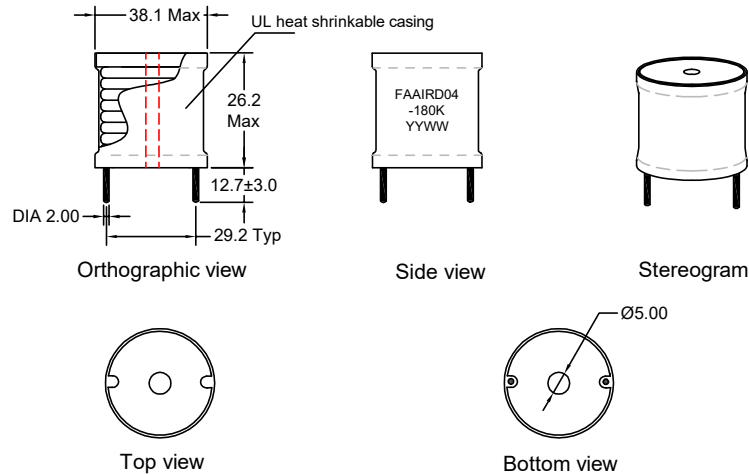 38.1 Max
UL heat shrinkable casing
26.2
Max
12.7±3.0
DIA 2.00
29.2 Typ
Orthographic view
FAAIRD04
-180K
YYWW
Side view
Stereogram
Top view
Ø5.00
Bottom view